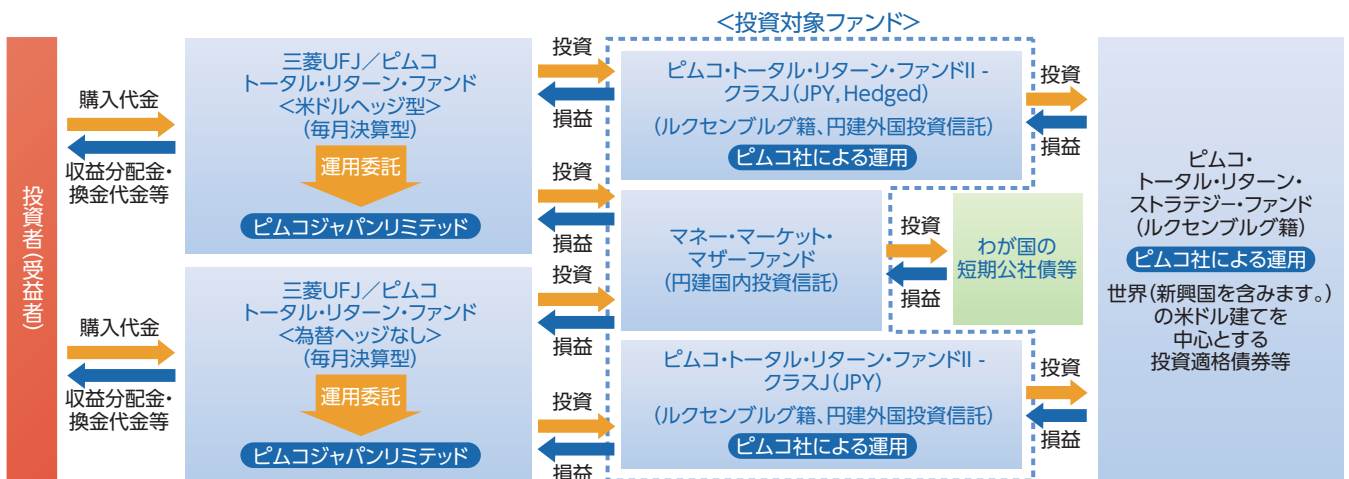 <投資対象ファンド>
投資者(受益者)
購入代金
収益分配金・
換金代金等
三菱UFJ/ピムコ
トータル・リターン・ファンド
<米ドルヘッジ型>
(毎月決算型)
運用委託
ピムコジャパンリミテッド
投資
損益
投資
損益
購入代金
収益分配金・
換金代金等
三菱UFJ/ピムコ
トータル・リターン・ファンド
<為替ヘッジなし>
(毎月決算型)
運用委託
ピムコジャパンリミテッド
投資
損益
投資
損益
ピムコ・トータル・リターン・ファンドII -
クラスJ(JPY,Hedged)
(ルクセンブルグ籍、円建外国投資信託)
ピムコ社による運用
投資
損益
マネー・マーケット・
マザーファンド
(円建国内投資信託)
投資
損益
わが国の
短期公社債等
ピムコ・トータル・リターン・ファンドII -
クラスJ(JPY)
(ルクセンブルグ籍、円建外国投資信託)
ピムコ社による運用
投資
損益
ピムコ・
トータル・リターン・
ストラテジー・ファンド
(ルクセンブルグ籍)
ピムコ社による運用
世界(新興国を含みます。)
の米ドル建てを
中心とする
投資適格債券等